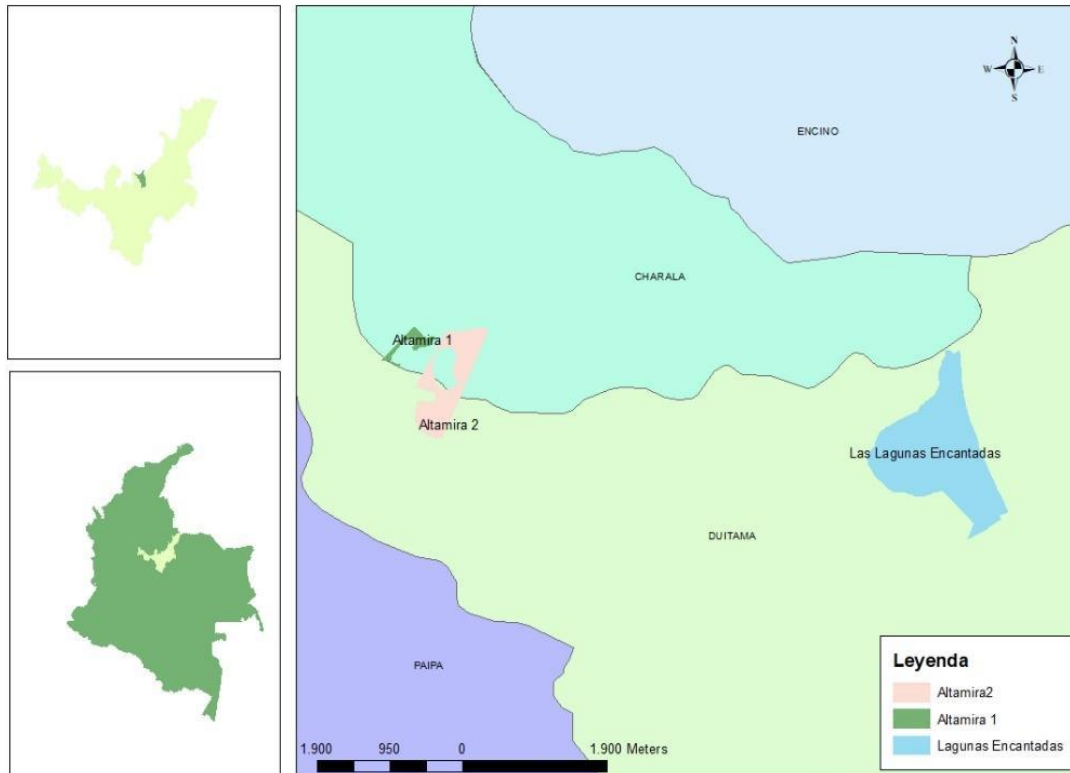 N
W E
S
ENCINO
CHARALA
Altamira 1
Altamira 2
Las Lagunas Encantadas
DUITAMA
PAIPA
Leyenda
Altamira2
Altamira 1
Lagunas Encantadas
1.900 950 0 1.900 Meters